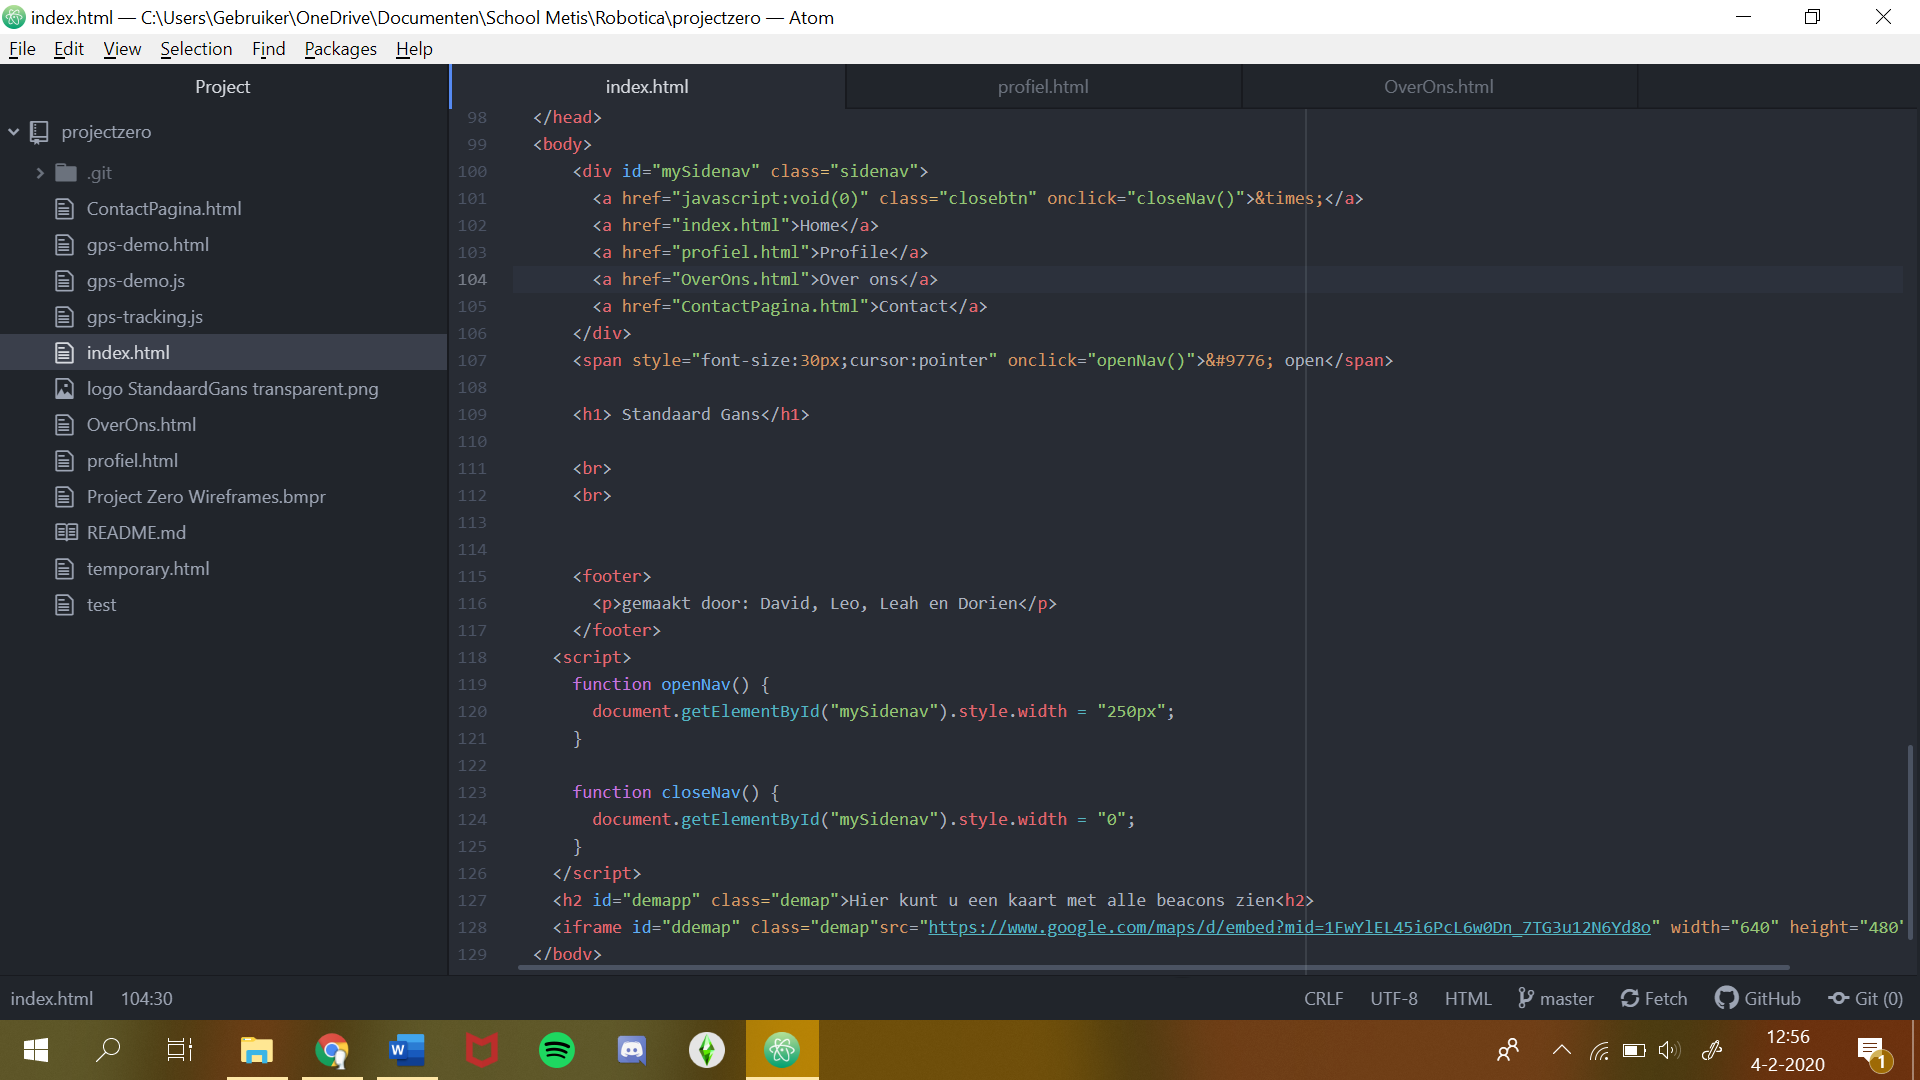 index.html — C:\Users\Gebruiker\OneDrive\Documenten\School Metis\Robotica\projectzero — Atom
File Edit View Selection Find Packages Help
Project
projectzero
.git
ContactPagina.html
gps-demo.html
gps-demo.js
gps-tracking.js
index.html
logo StandaardGans transparent.png
OverOns.html
profiel.html
Project Zero Wireframes.bmpr
README.md
temporary.html
test
index.html profiel.html OverOns.html
98 </head>
99 <body>
100 <div id="mySidenav" class="sidenav">
101 <a href="javascript:void(0)" class="closebtn" onclick="closeNav()">&times;</a>
102 <a href="index.html">Home</a>
103 <a href="profiel.html">Profile</a>
104 <a href="OverOns.html">Over ons</a>
105 <a href="ContactPagina.html">Contact</a>
106 </div>
107 <span style="font-size:30px;cursor:pointer" onclick="openNav()">&#9776; open</span>
108
109 <h1> Standaard Gans</h1>
110
111 <br>
112 <br>
113
114
115 <footer>
116 <p>gemaakt door: David, Leo, Leah en Dorien</p>
117 </footer>
118 <script>
119 function openNav() {
120 document.getElementById("mySidenav").style.width = "250px";
121 }
122
123 function closeNav() {
124 document.getElementById("mySidenav").style.width = "0";
125 }
126 </script>
127 <h2 id="demapp" class="demap">Hier kunt u een kaart met alle beacons zien<h2>
128 <iframe id="ddemap" class="demap"src="https://www.google.com/maps/d/embed?mid=1FwYlEL45i6PcL6w0Dn_7TG3u12N6Yd8o" width="640" height="480"
129 </body>
index.html 104:30 CRLF UTF-8 HTML master Fetch GitHub Git (0)
12:56
4-2-2020
1